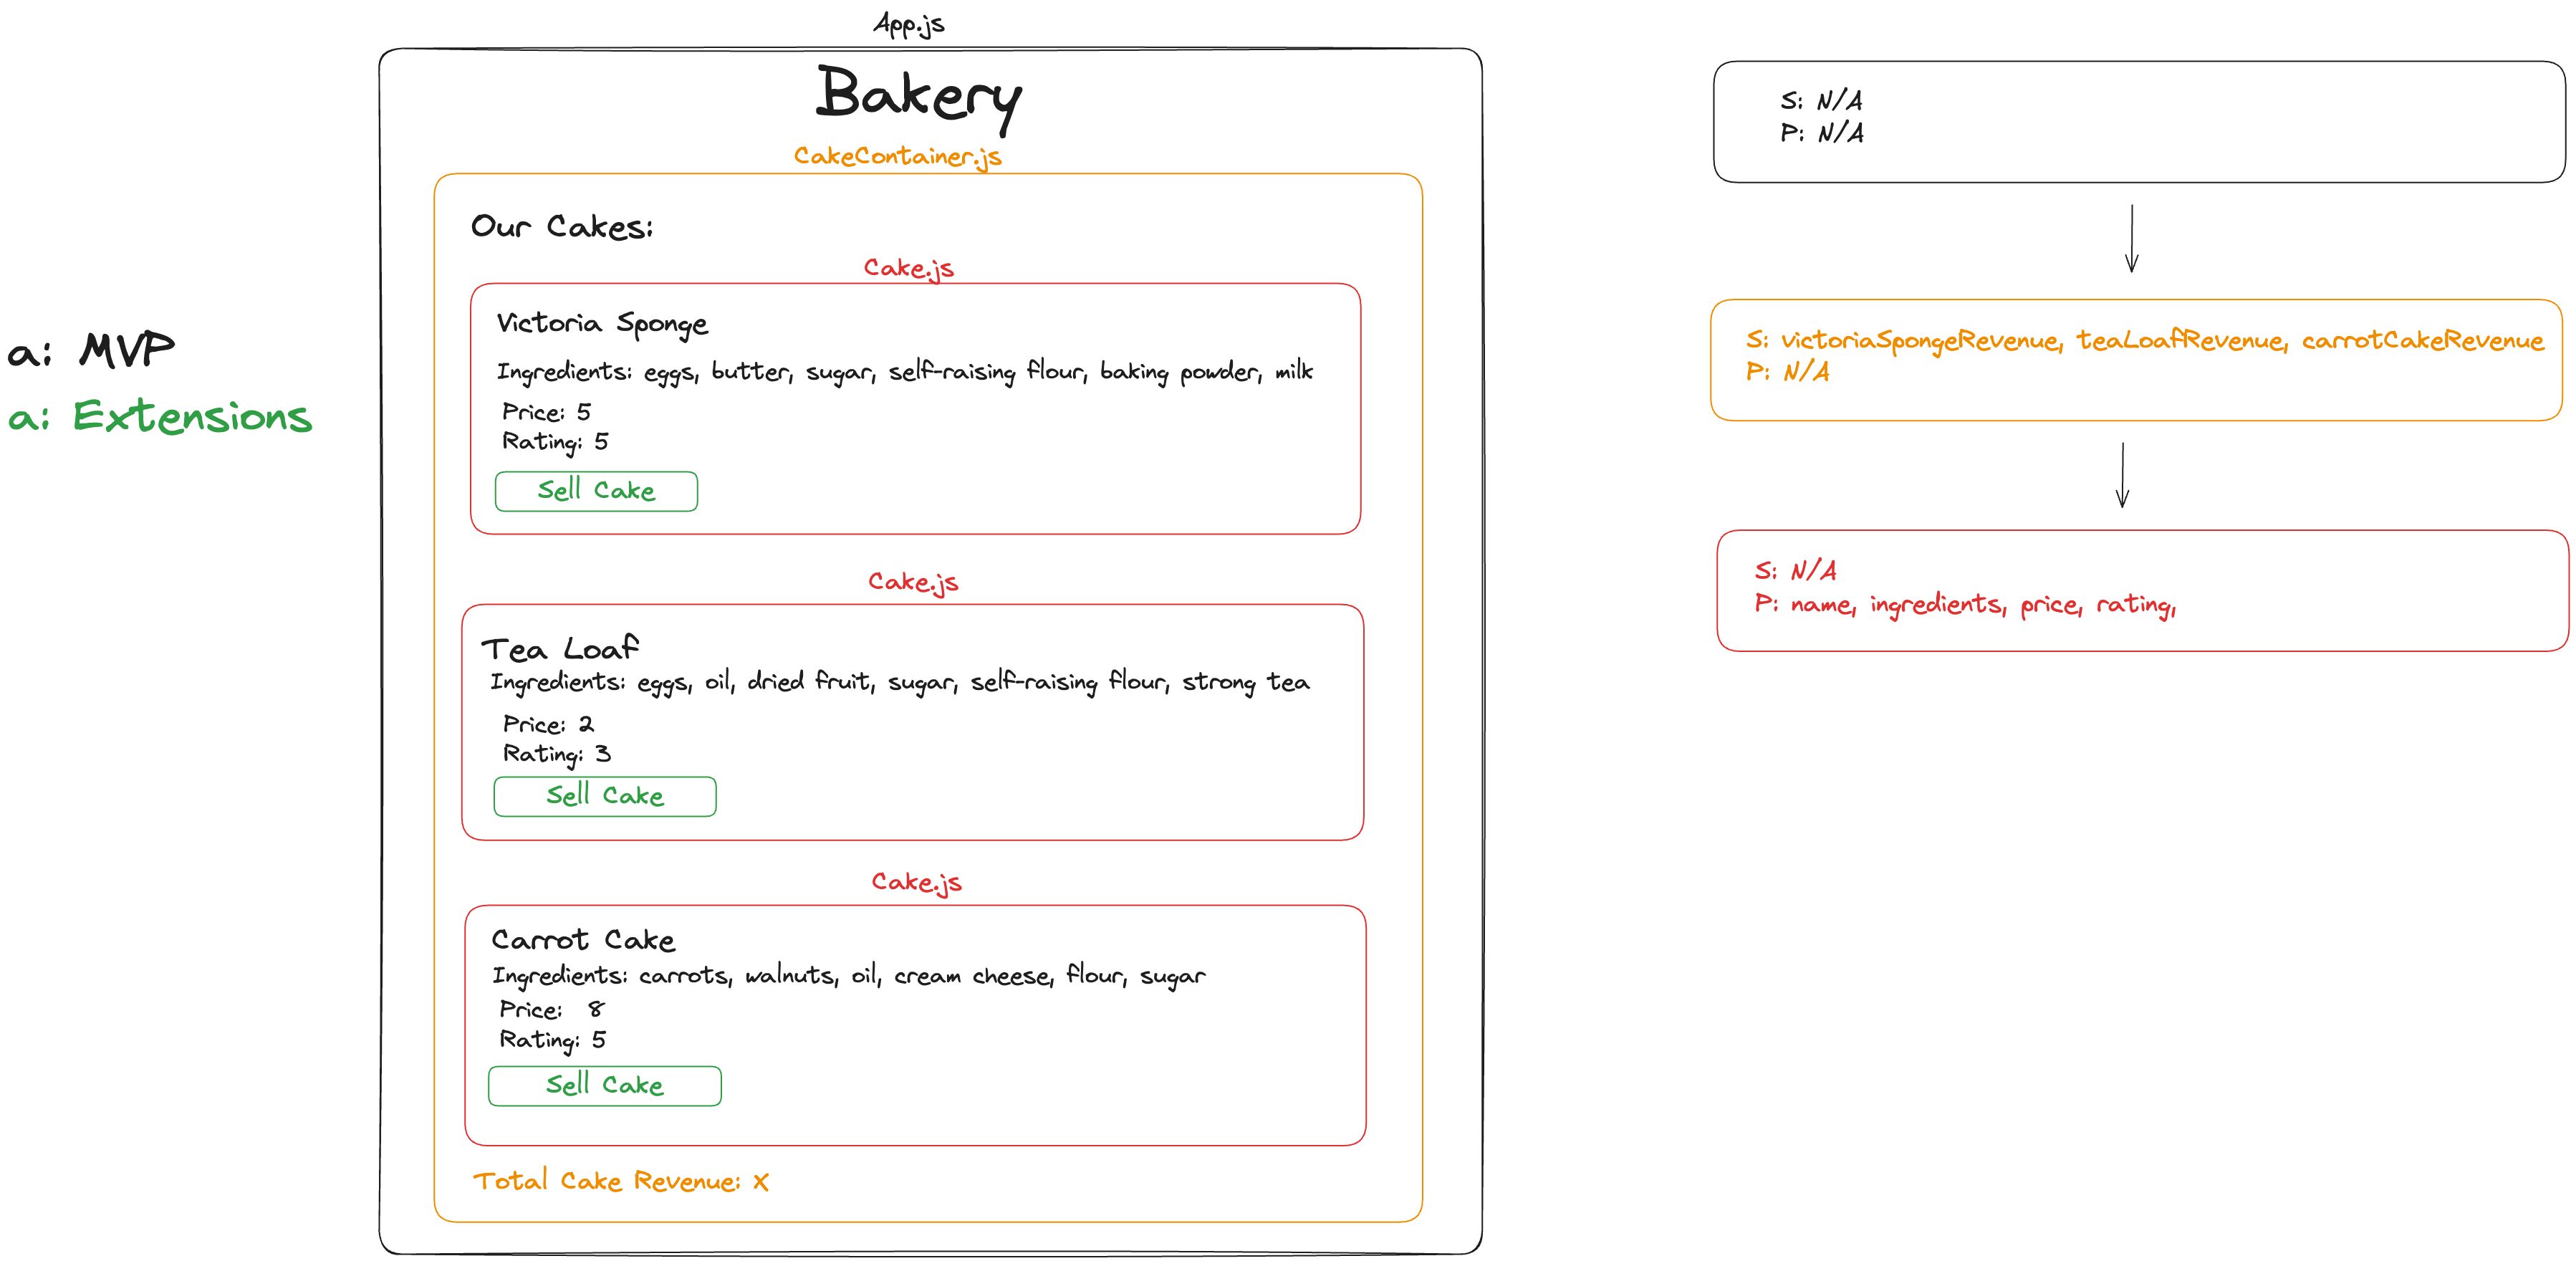 App.js
Bakery
CakeContainer.js
Our Cakes:
Cake.js
Victoria Sponge
Ingredients: eggs, butter, sugar, self-raising flour, baking powder, milk
Price: 5
Rating: 5
Sell Cake
Cake.js
Tea Loaf
Ingredients: eggs, oil, dried fruit, sugar, self-raising flour, strong tea
Price: 2
Rating: 3
Sell Cake
Cake.js
Carrot Cake
Ingredients: carrots, walnuts, oil, cream cheese, flour, sugar
Price: 8
Rating: 5
Sell Cake
Total Cake Revenue: X
a: MVP
a: Extensions
S: N/A
P: N/A
S: victoriaSpongeRevenue, teaLoafRevenue, carrotCakeRevenue
P: N/A
S: N/A
P: name, ingredients, price, rating,